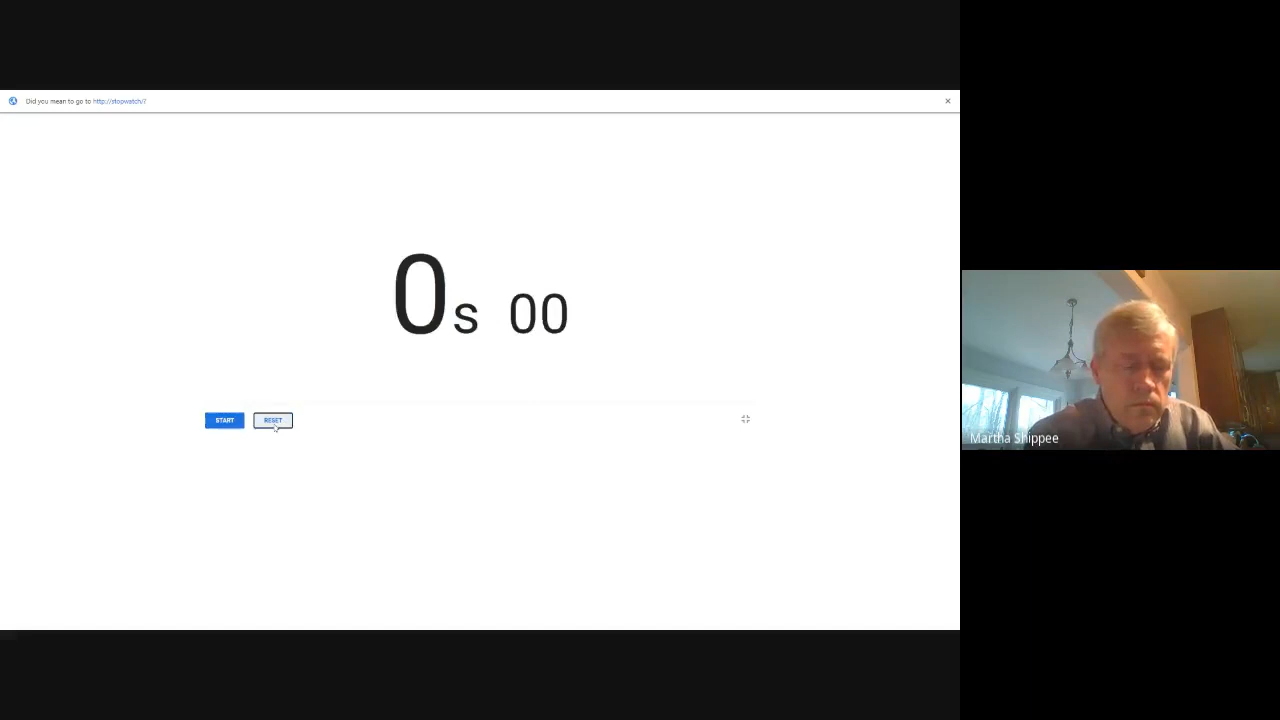 Did you mean to go to http://stopwatch/?
0s 00
START
RESET
Martha Shippee